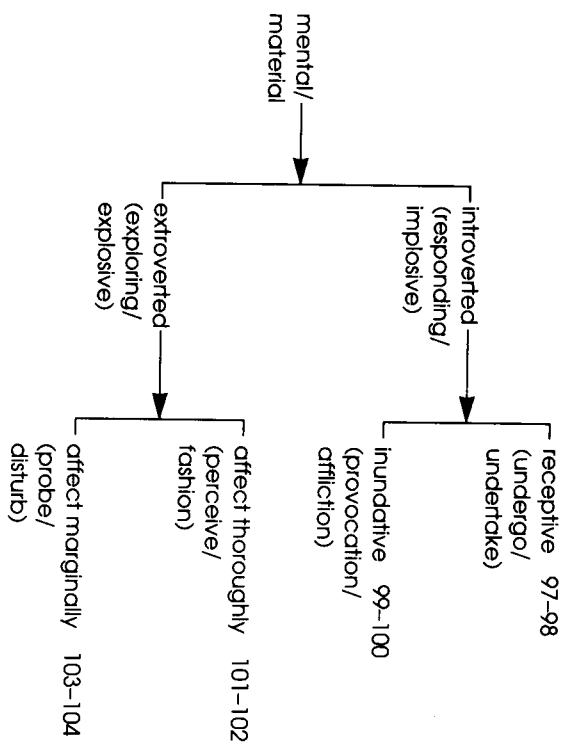 mental/
material
introverted
(responding/
implosive)
extroverted
(exploring/
explosive)
receptive 97–98
(undergo/
undertake)
inundative 99–100
(provocation/
affliction)
affect thoroughly 101–102
(perceive/
fashion)
affect marginally 103–104
(probe/
disturb)